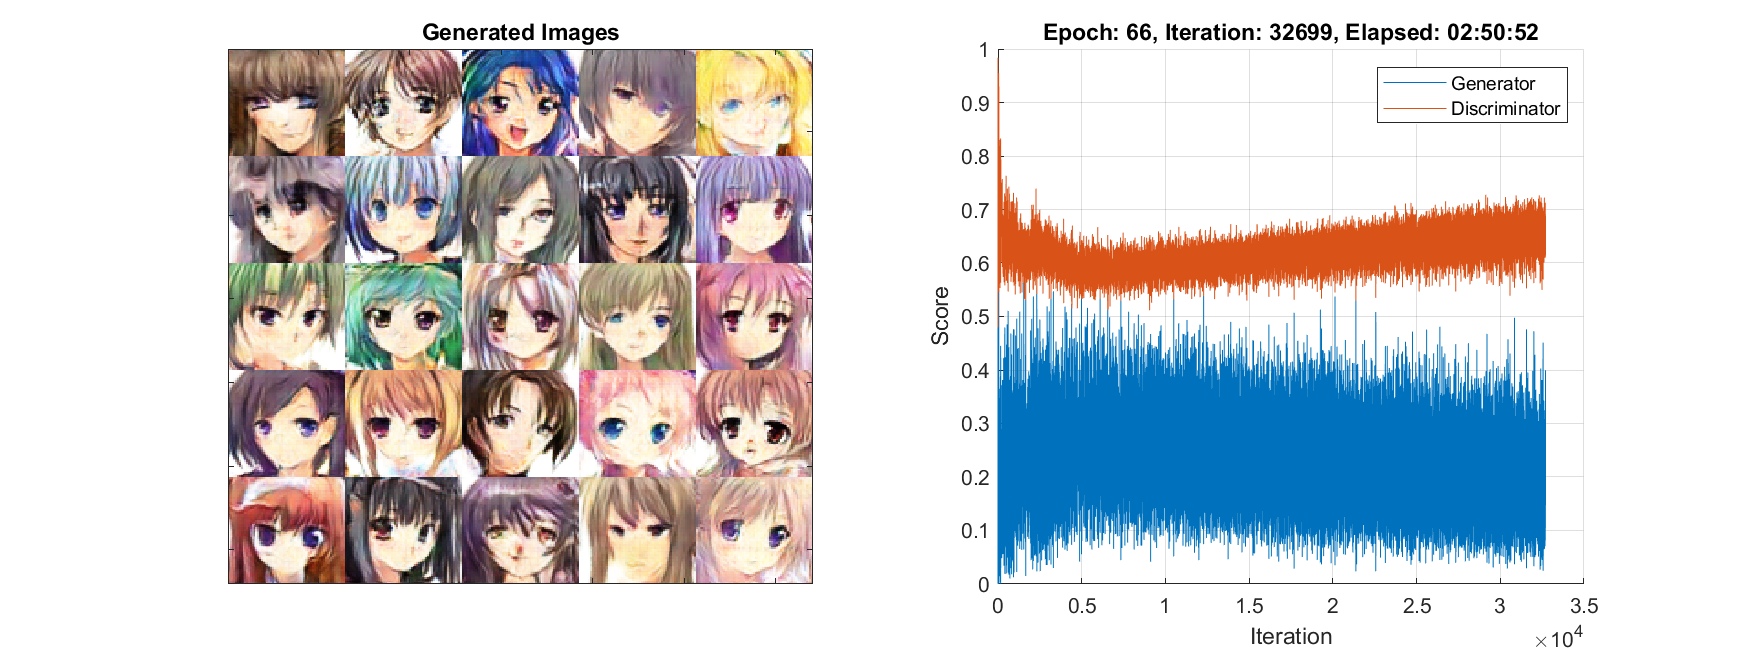 Generated Images
Epoch: 66, Iteration: 32699, Elapsed: 02:50:52
Generator
Discriminator
1
0.9
0.8
0.7
0.6
0.5
0.4
0.3
0.2
0.1
0
Score
0 0.5 1 1.5 2 2.5 3 3.5
Iteration
×10⁴